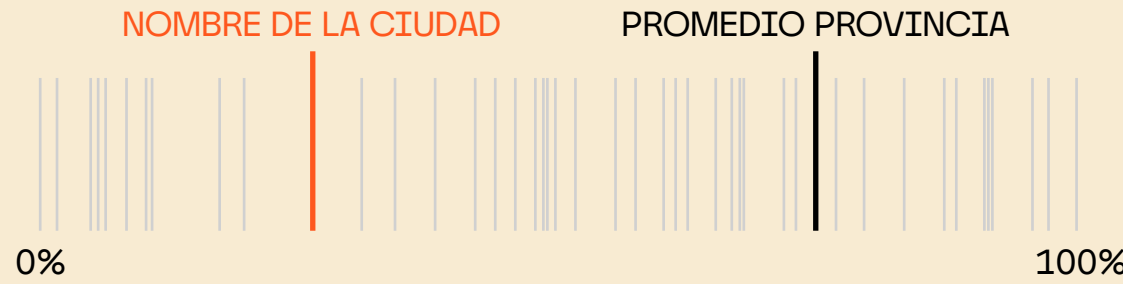 NOMBRE DE LA CIUDAD
PROMEDIO PROVINCIA
0%
100%